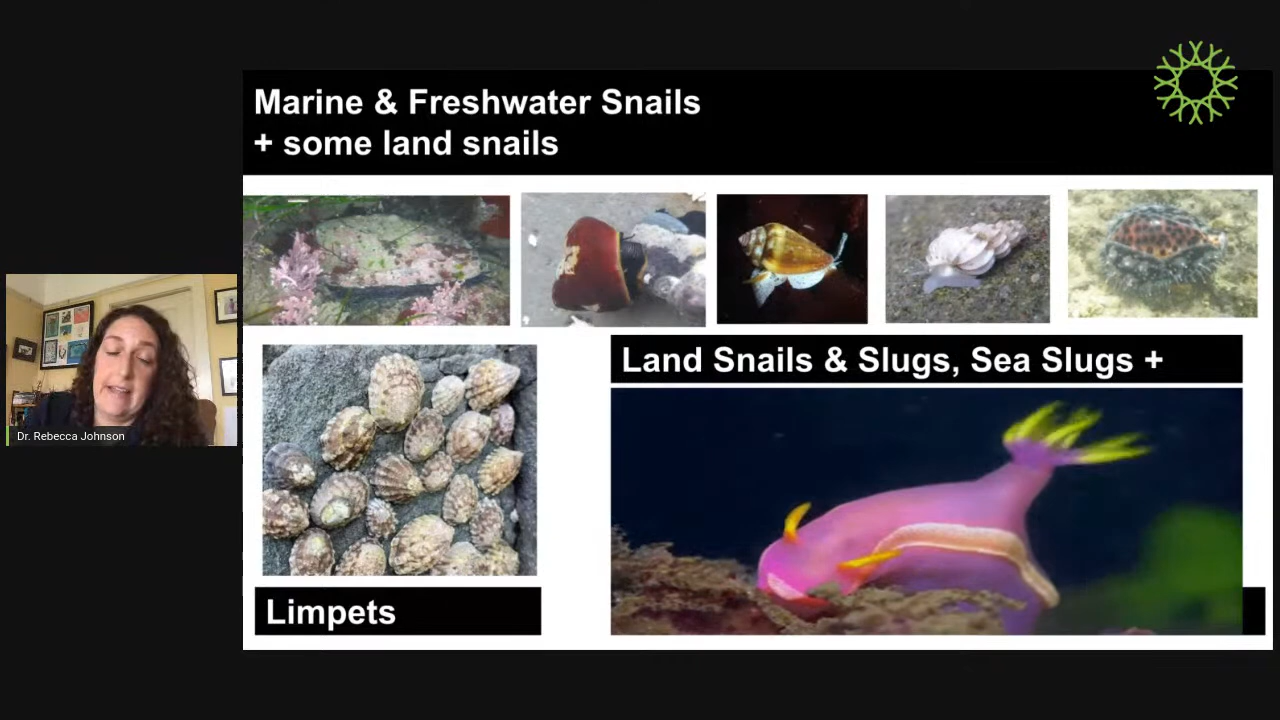 Marine & Freshwater Snails
+ some land snails
Land Snails & Slugs, Sea Slugs +
Dr. Rebecca Johnson
Limpets